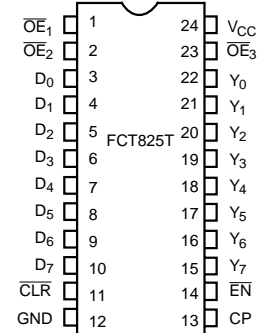 OE1 1 24 VCC
OE2 2 23 OE3
D0 3 22 Y0
D1 4 21 Y1
D2 5 FCT825T 20 Y2
D3 6 19 Y3
D4 7 18 Y4
D5 8 17 Y5
D6 9 16 Y6
D7 10 15 Y7
CLR 11 14 EN
GND 12 13 CP